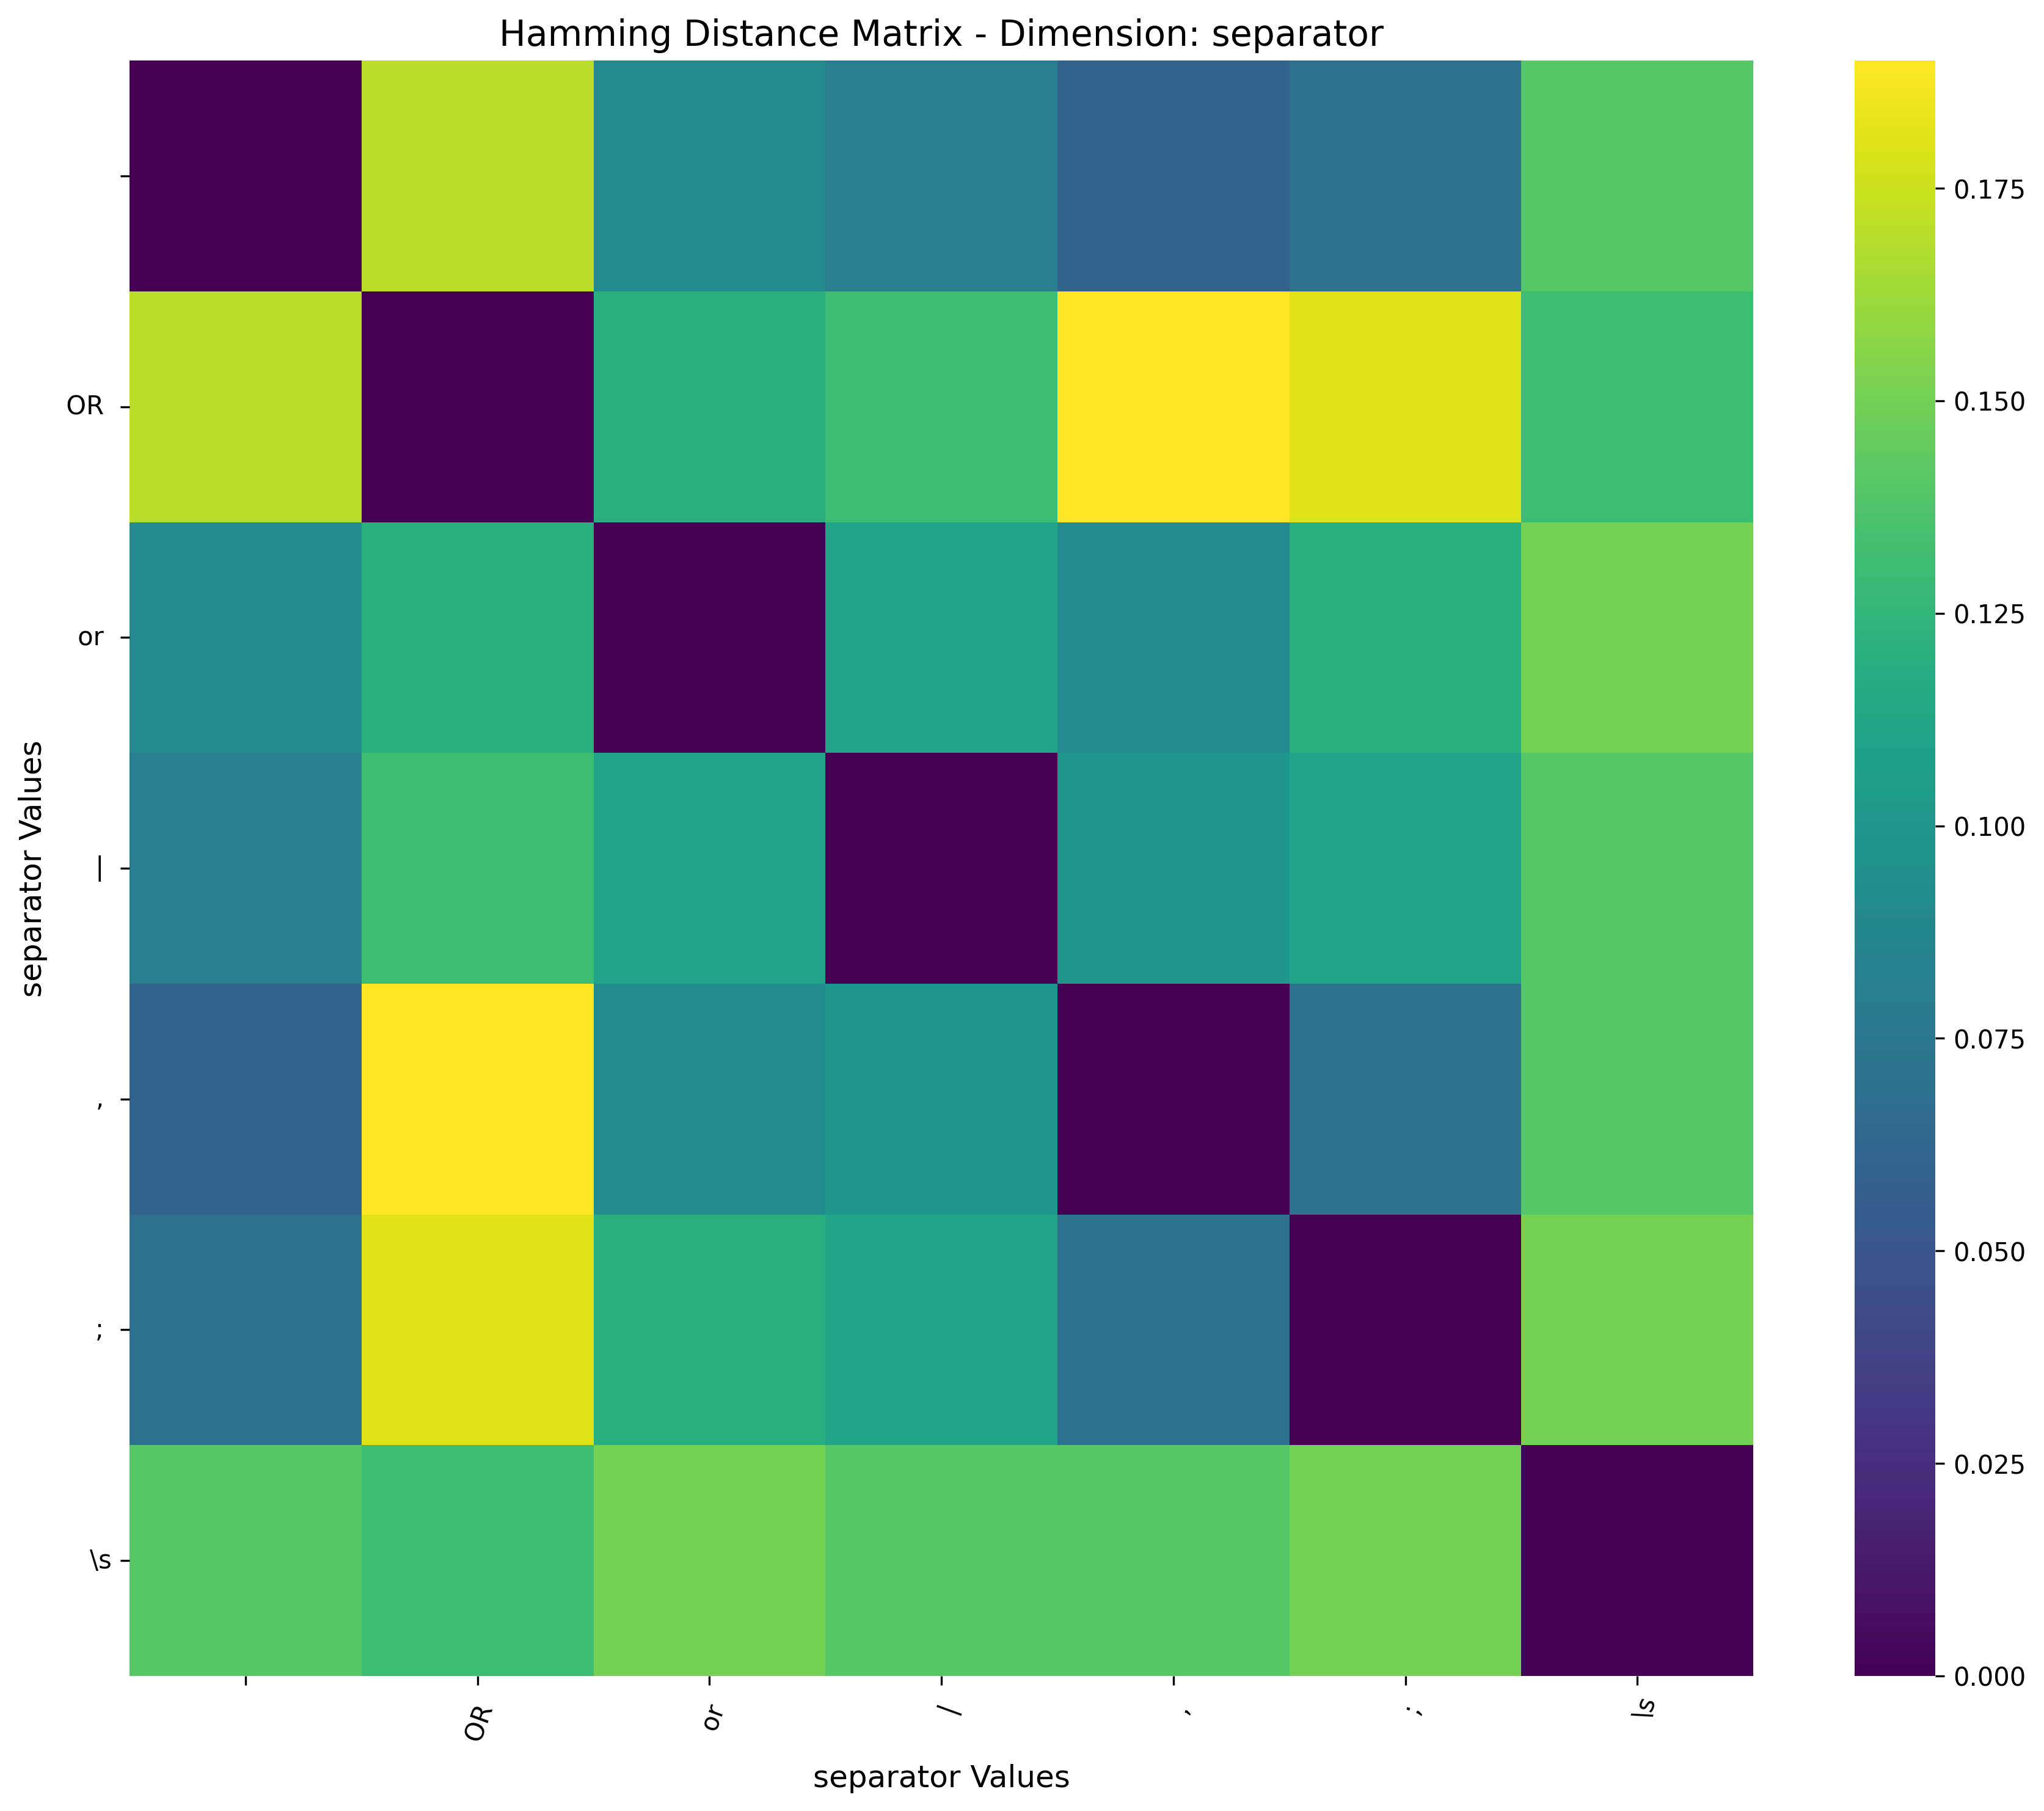 Hamming Distance Matrix - Dimension: separator
separator Values
OR
or
|
,
;
\s
OR
or
|
,
;
\s
separator Values
0.175
0.150
0.125
0.100
0.075
0.050
0.025
0.000